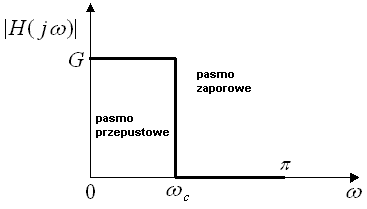 |H(jω)|
G
pasmo
zaporowe
pasmo
przepustowe
π
0
ω_c
ω